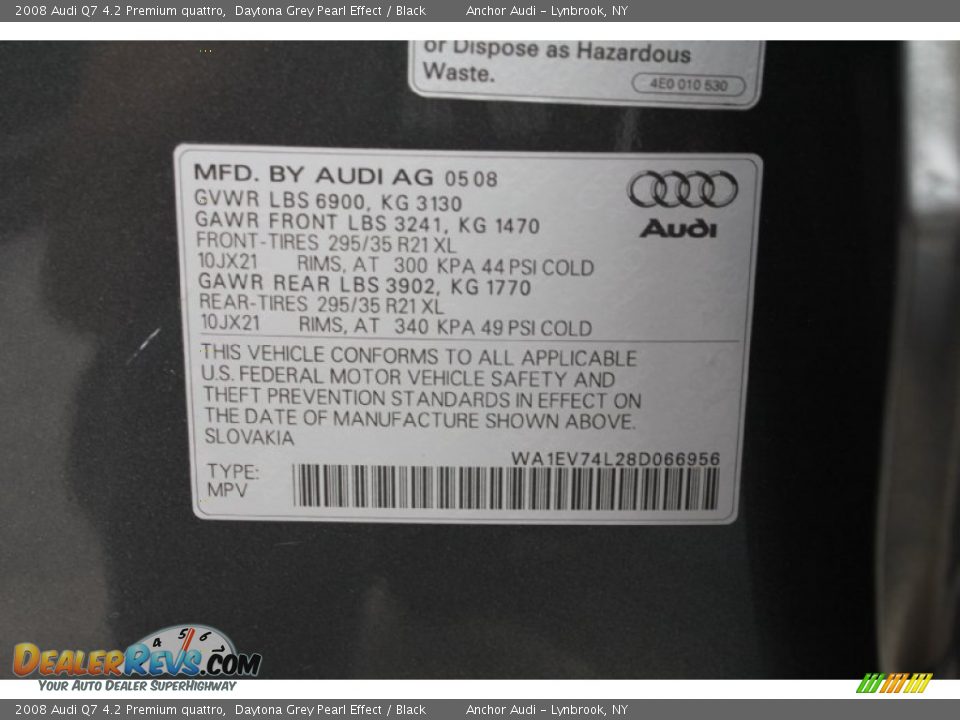 2008 Audi Q7 4.2 Premium quattro, Daytona Grey Pearl Effect / Black Anchor Audi - Lynbrook, NY
or Dispose as Hazardous
Waste.
4E0 010 530
MFD. BY AUDI AG 05 08
GVWR LBS 6900, KG 3130
GAWR FRONT LBS 3241, KG 1470
FRONT-TIRES 295/35 R21 XL
10JX21 RIMS, AT 300 KPA 44 PSI COLD
GAWR REAR LBS 3902, KG 1770
REAR-TIRES 295/35 R21 XL
10JX21 RIMS, AT 340 KPA 49 PSI COLD
Audi
THIS VEHICLE CONFORMS TO ALL APPLICABLE
U.S. FEDERAL MOTOR VEHICLE SAFETY AND
THEFT PREVENTION STANDARDS IN EFFECT ON
THE DATE OF MANUFACTURE SHOWN ABOVE.
SLOVAKIA
WA1EV74L28D066956
TYPE:
MPV
4 5 6
DEALERREVS.COM
YOUR AUTO DEALER SUPERHIGHWAY
2008 Audi Q7 4.2 Premium quattro, Daytona Grey Pearl Effect / Black Anchor Audi - Lynbrook, NY